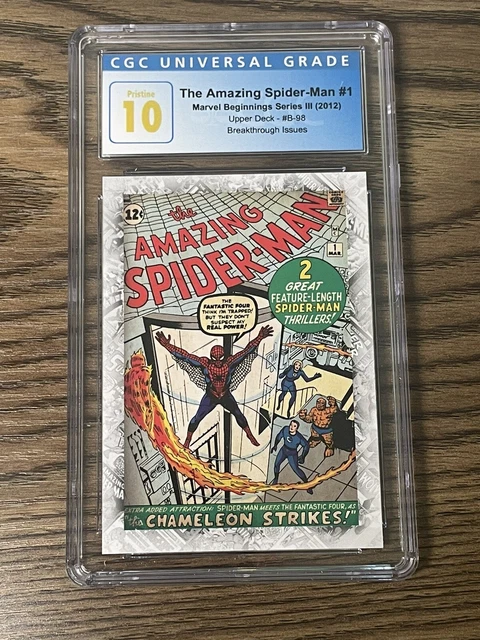 CGC UNIVERSAL GRADE
Pristine
10
The Amazing Spider-Man #1
Marvel Beginnings Series III (2012)
Upper Deck - #B-98
Breakthrough Issues
12¢
the
AMAZING
SPIDER-MAN
1
MAR.
2
GREAT
FEATURE-LENGTH
SPIDER-MAN
THRILLERS!
THE
FANTASTIC FOUR
THINK I'M TRAPPED!
BUT THEY DON'T
SUSPECT MY
REAL POWER!
EXTRA ADDED ATTRACTION: SPIDER-MAN MEETS THE FANTASTIC FOUR, AS
"the CHAMELEON STRIKES!"